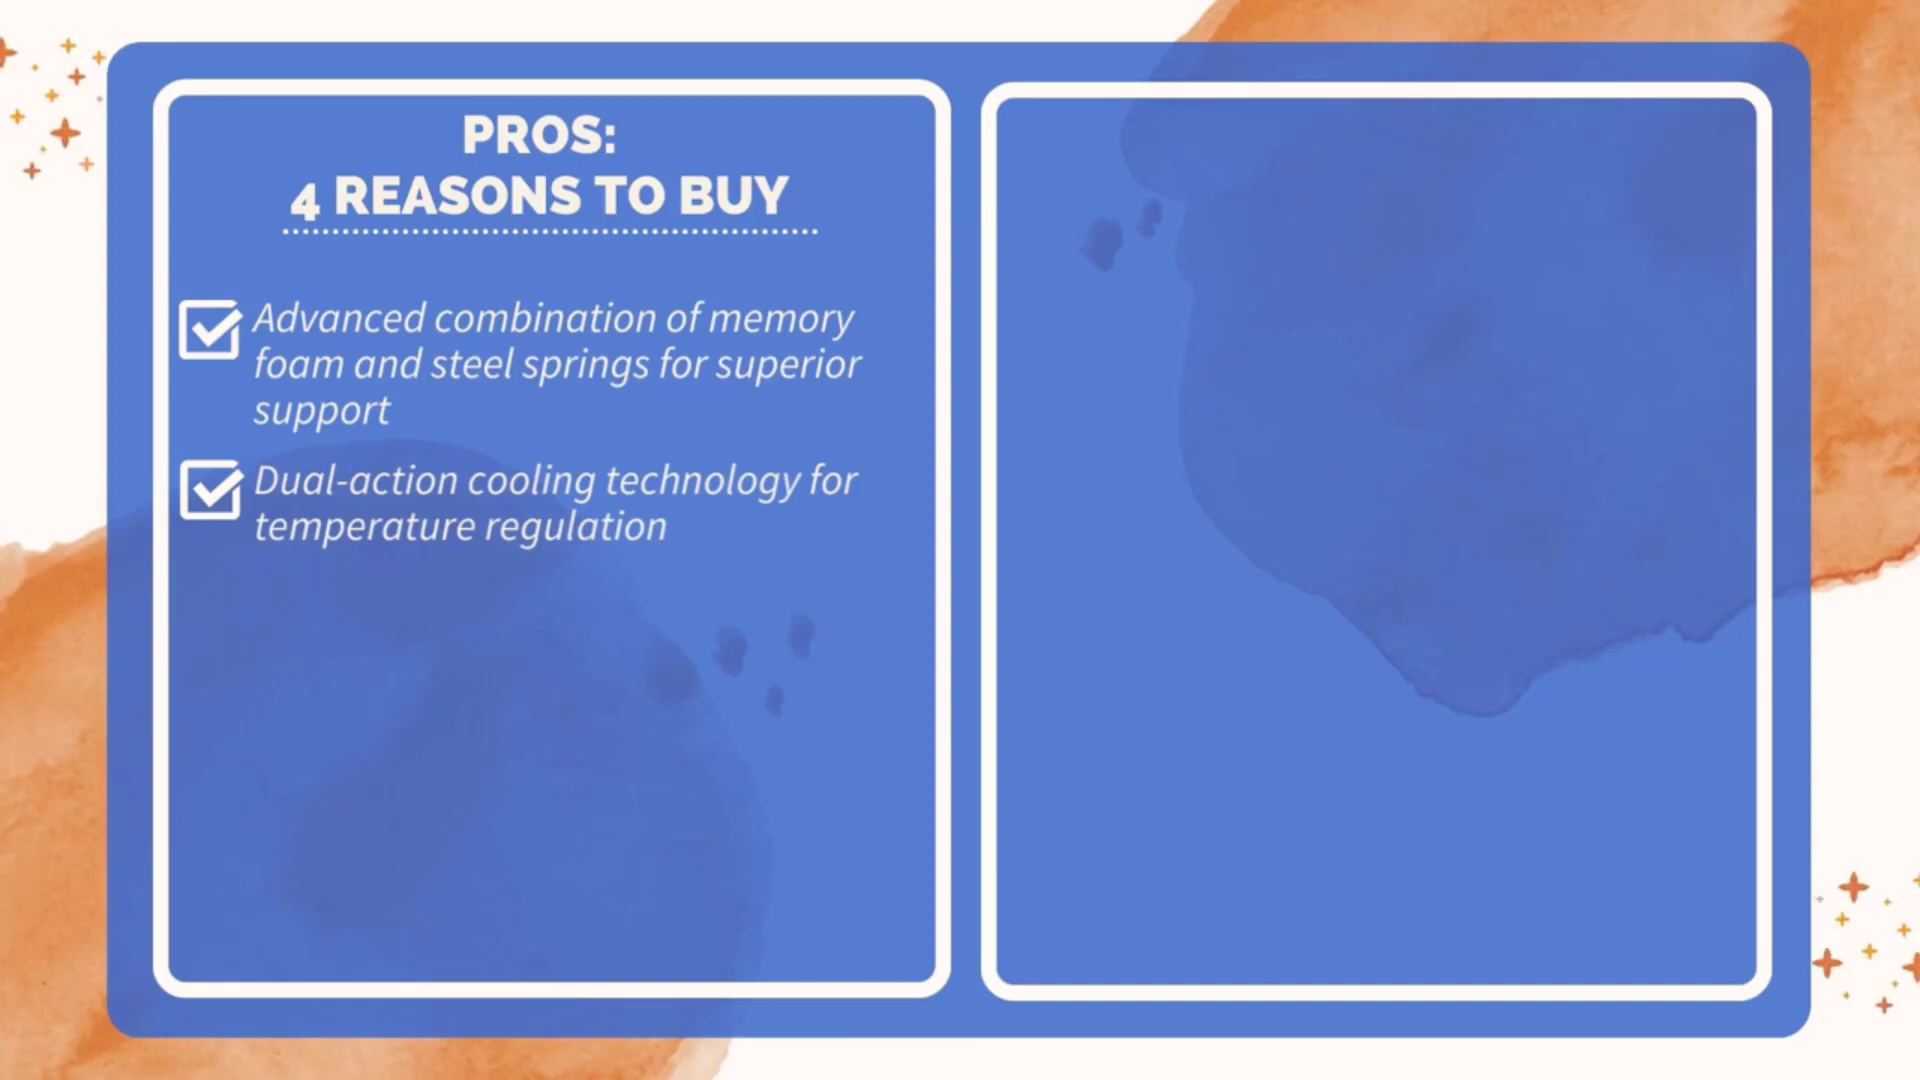 PROS:
4 REASONS TO BUY
Advanced combination of memory
foam and steel springs for superior
support
Dual-action cooling technology for
temperature regulation